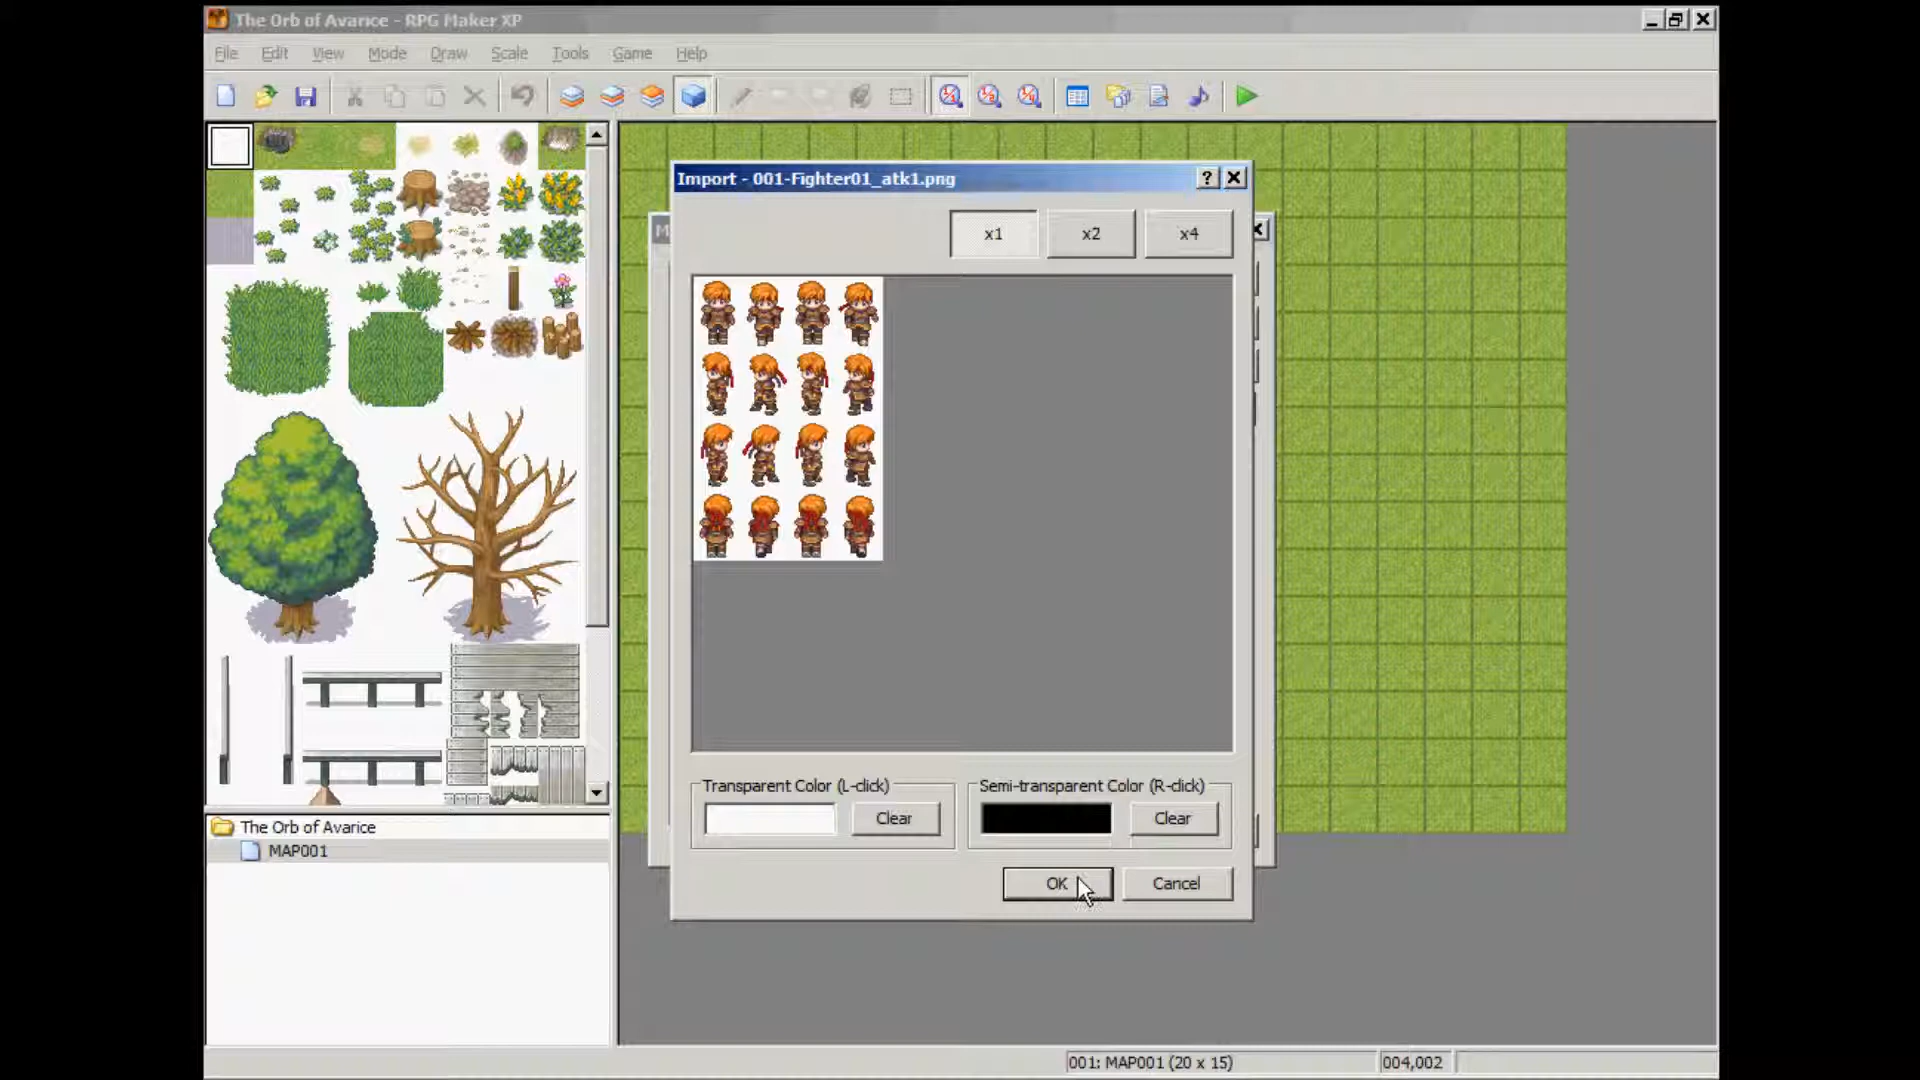 The Orb of Avarice - RPG Maker XP
File Edit View Mode Draw Scale Tools Game Help
Import - 001-Fighter01_atk1.png
x1 x2 x4
Transparent Color (L-click) Semi-transparent Color (R-click)
Clear Clear
OK Cancel
The Orb of Avarice
MAP001
001: MAP001 (20 x 15) 004,002